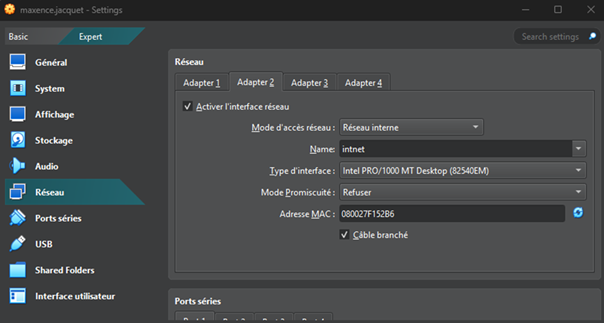 maxence.jacquet - Settings
Basic Expert
Search settings
Général
System
Affichage
Stockage
Audio
Réseau
Ports séries
USB
Shared Folders
Interface utilisateur
Réseau
Adapter 1 Adapter 2 Adapter 3 Adapter 4
Activer l'interface réseau
Mode d'accès réseau : Réseau interne
Name: intnet
Type d'interface : Intel PRO/1000 MT Desktop (82540EM)
Mode Promiscuité : Refuser
Adresse MAC : 080027F152B6
Câble branché
Ports séries